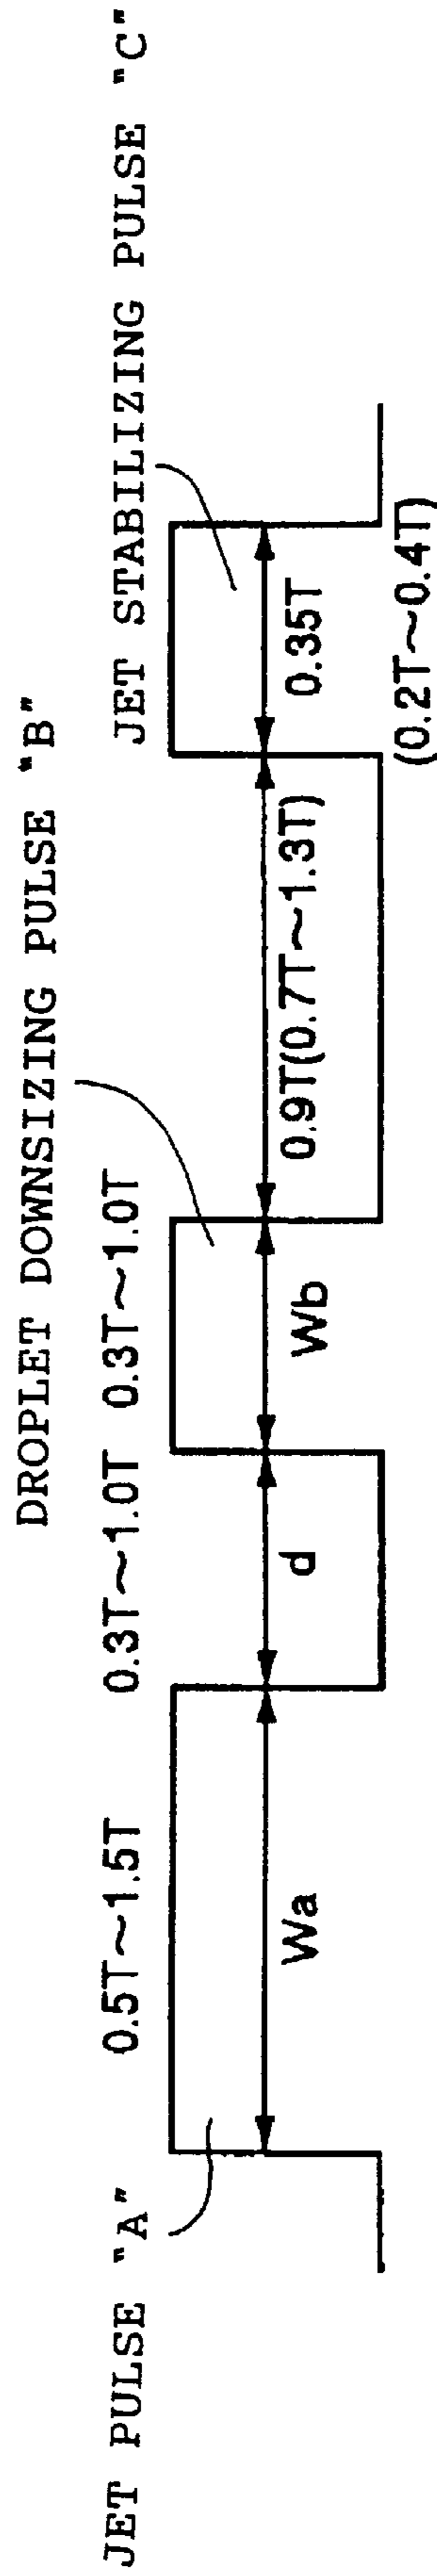 DROPLET DOWNSIZING PULSE "B"
JET PULSE "A"
0.5T~1.5T
0.3T~1.0T
0.3T~1.0T
JET STABILIZING PULSE "C"
Wa
d
Wb
0.9T(0.7T~1.3T)
0.35T
(0.2T~0.4T)